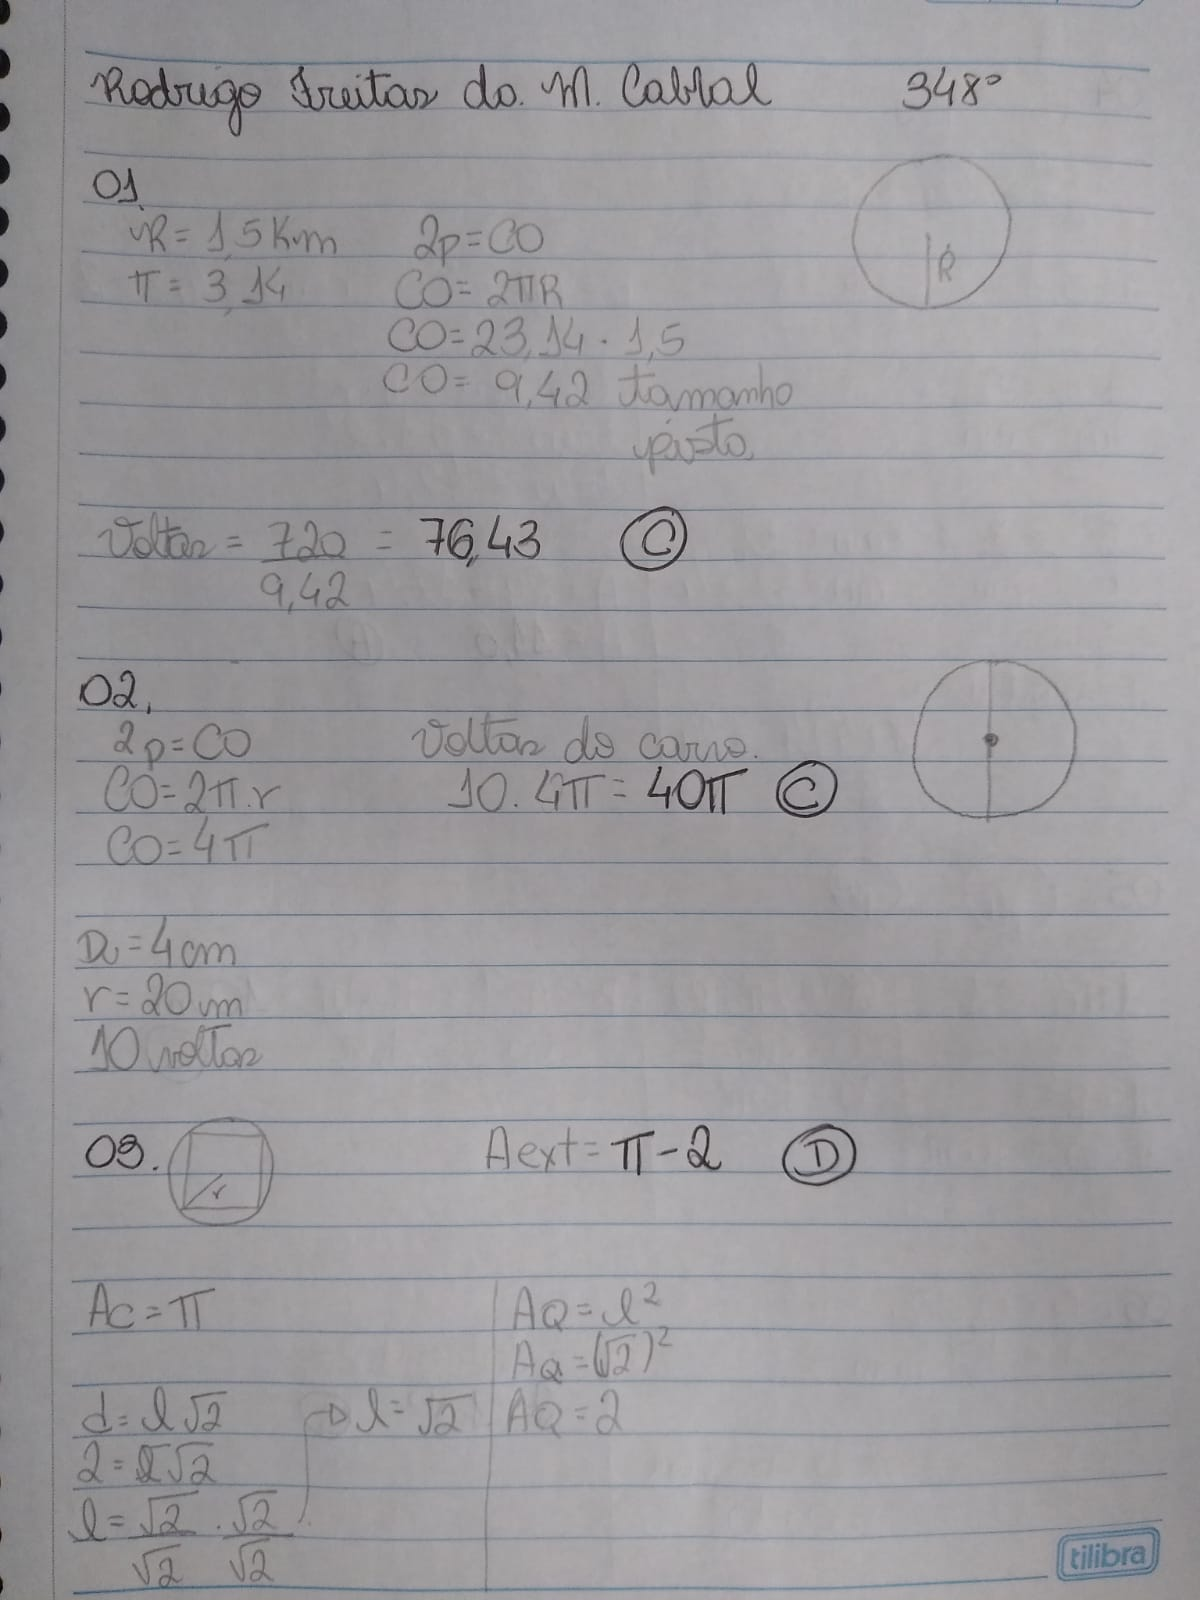 Rodrigo Freitas do. M. Cabral 348°
01.
R = 1,5 Km 2p = CO
π = 3,14 CO = 2πR
R
CO = 23,14 · 1,5
CO = 9,42 tamanho
pista
Voltas = 720 = 76,43 C
9,42
02.
2p = CO Voltas do carro.
CO = 2π.r 10. 4π = 40π C
CO = 4π
D = 4cm
r = 20 cm
10 voltas
03. r Aext = π - 2 D
Ac = π AQ = l²
AQ = (√2)²
d = l√2 → l = √2 AQ = 2
2 = l√2
l = √2 . √2
√2 √2
tilibra